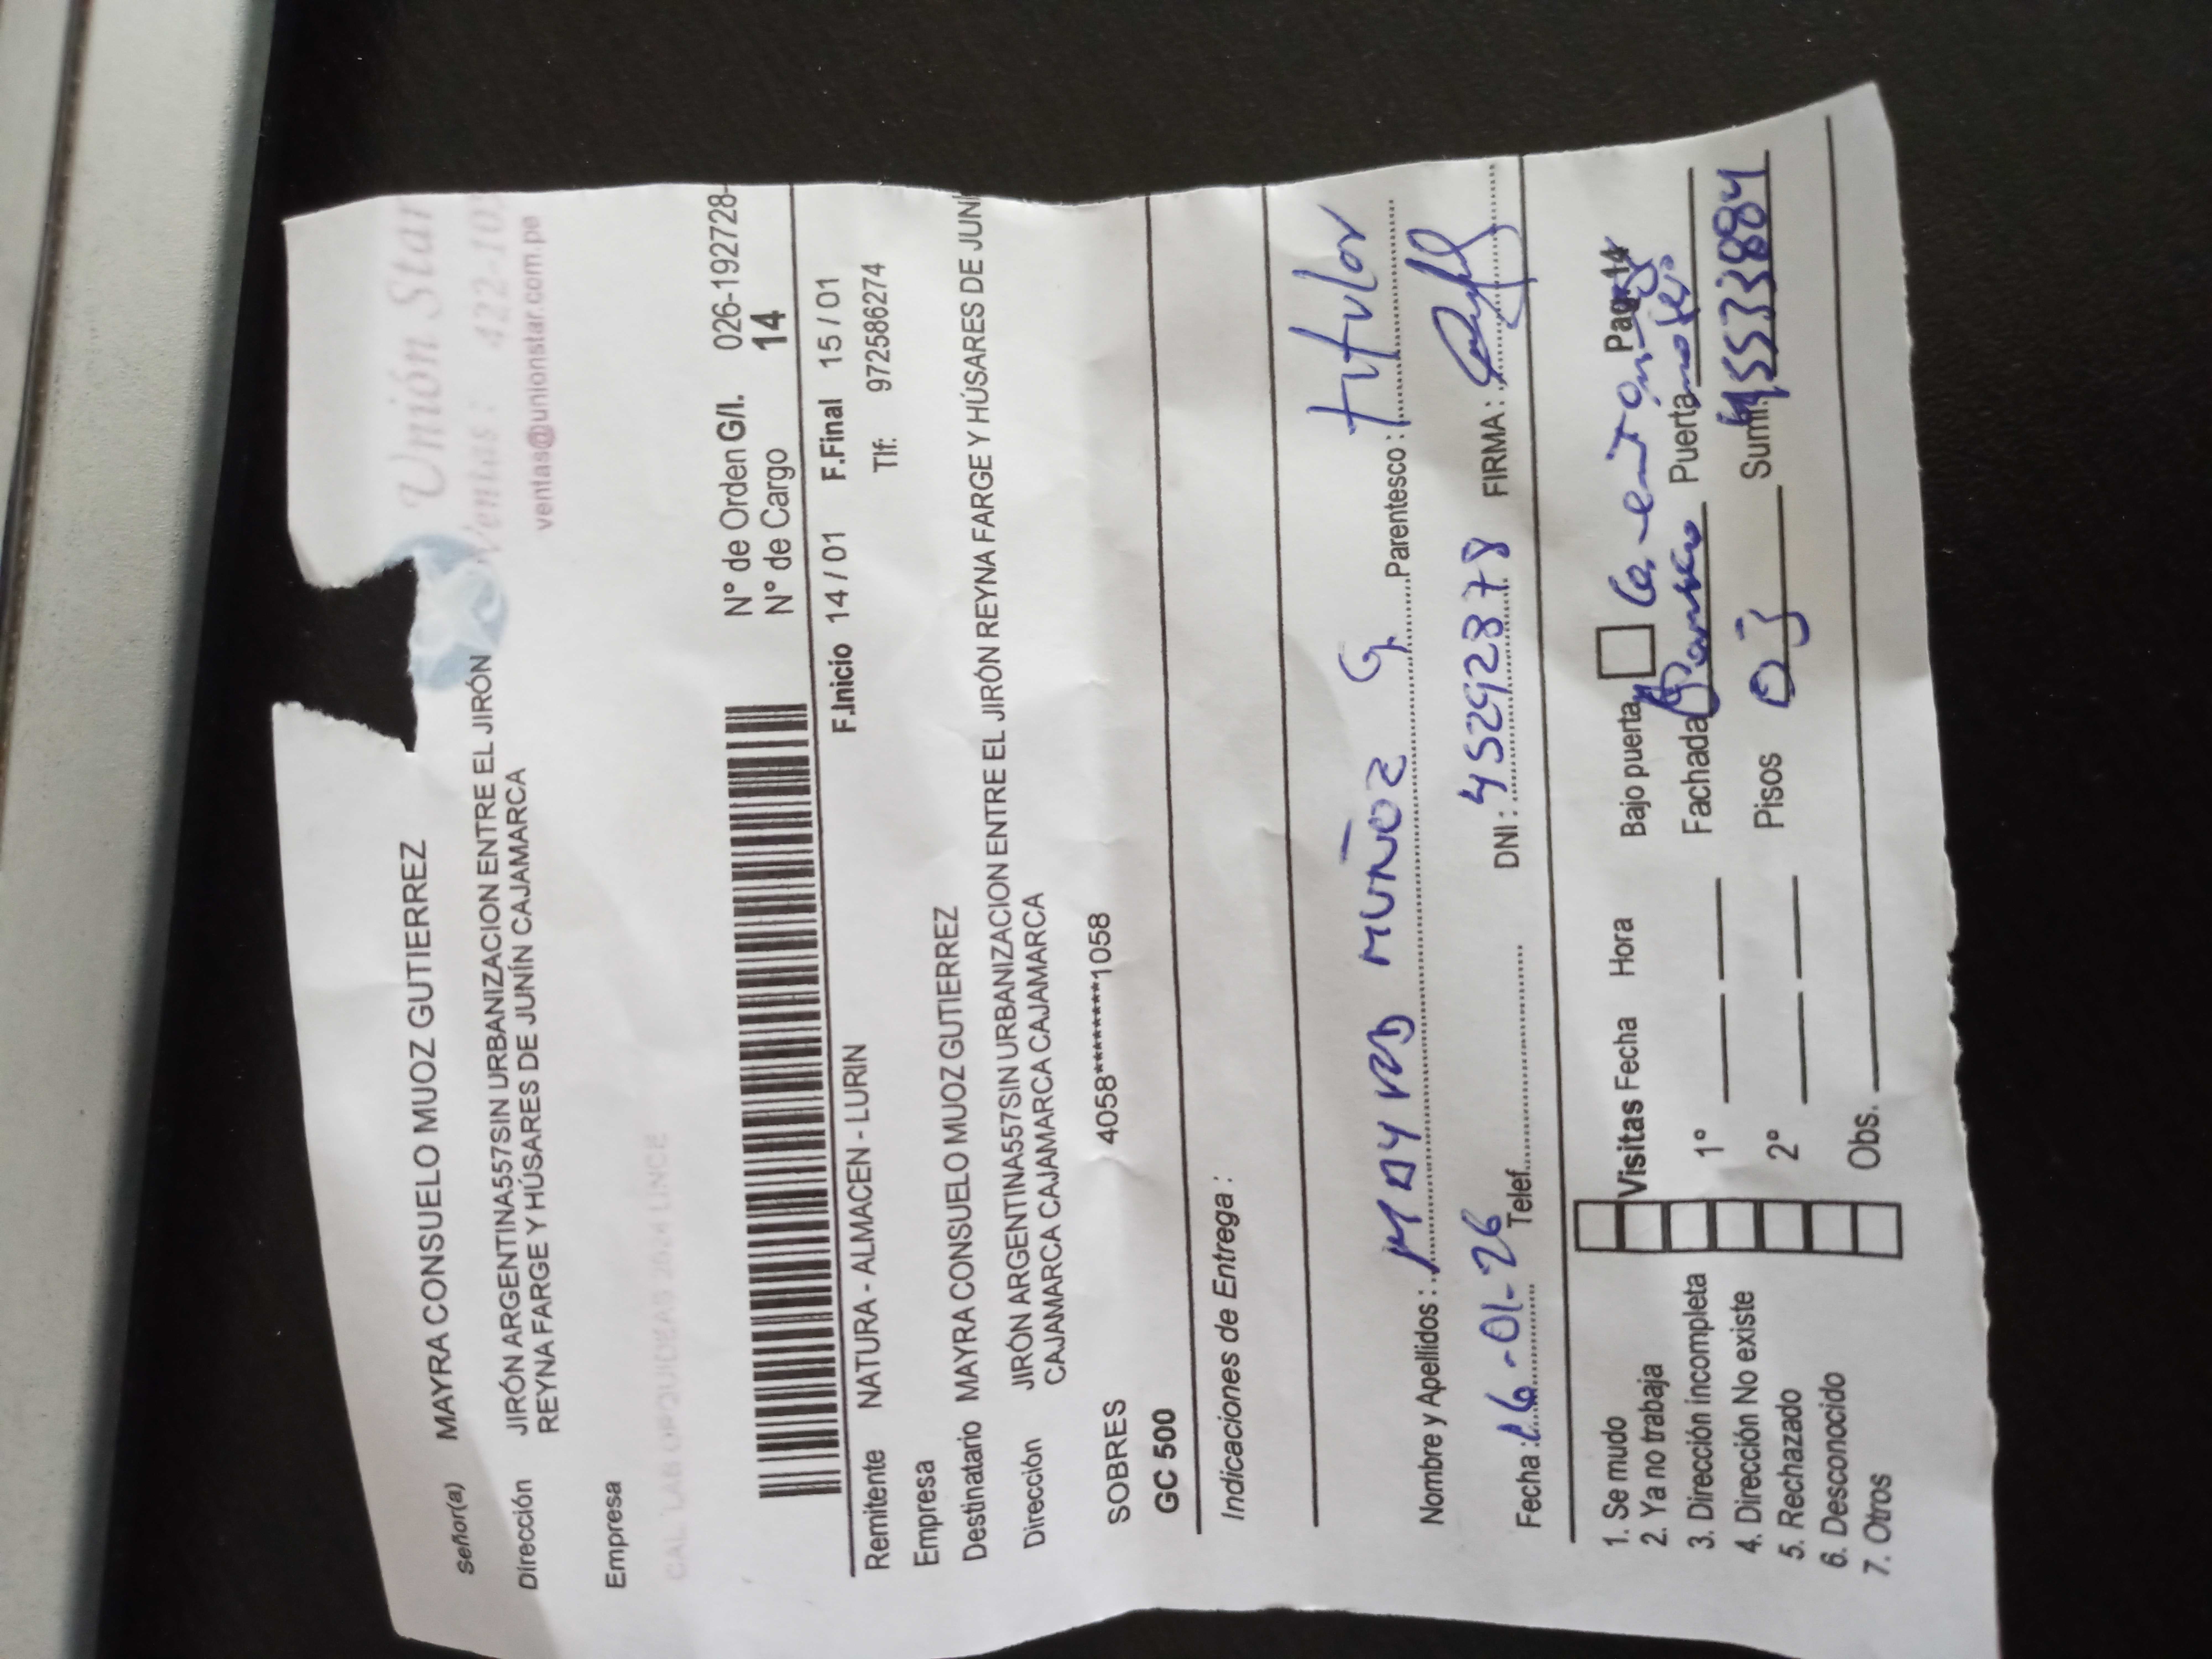 Unión Star
Ventas : 422-10
ventas@unionstar.com.pe
señor(a) MAYRA CONSUELO MUOZ GUTIERREZ
Dirección JIRÓN ARGENTINA557SIN URBANIZACION ENTRE EL JIRÓN
REYNA FARGE Y HÚSARES DE JUNÍN CAJAMARCA
Empresa
N° de Orden G/I. 026-192728-
N° de Cargo 14
F.Inicio 14 / 01 F.Final 15 / 01
Remitente NATURA - ALMACEN - LURIN Tlf: 972586274
Empresa
Destinatario MAYRA CONSUELO MUOZ GUTIERREZ
Dirección JIRÓN ARGENTINA557SIN URBANIZACION ENTRE EL JIRÓN REYNA FARGE Y HÚSARES DE JUNÍ
CAJAMARCA CAJAMARCA CAJAMARCA
SOBRES 4058********1058
GC 500
Indicaciones de Entrega :
Nombre y Apellidos : MAYRA MUÑOZ G. Parentesco : titular
Fecha : 16-01-26 Telef. DNI : 45292878 FIRMA :
1. Se mudo
2. Ya no trabaja
3. Dirección incompleta
4. Dirección No existe
5. Rechazado
6. Desconocido
7. Otros
Visitas Fecha Hora Bajo puerta Pag 14
1° Fachada Puerta
2° Pisos 03 Sumi.
Obs.